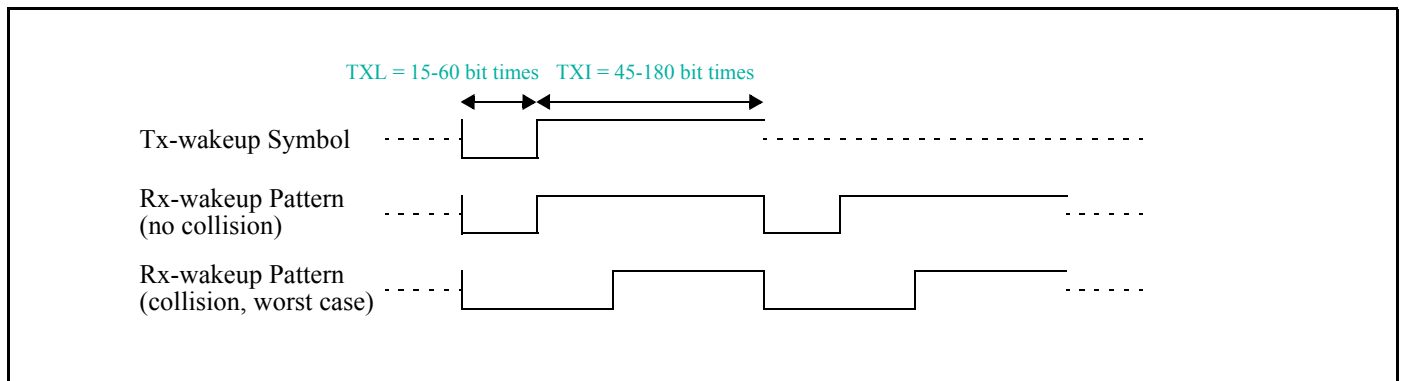 TXL = 15-60 bit times TXI = 45-180 bit times
Tx-wakeup Symbol
Rx-wakeup Pattern
(no collision)
Rx-wakeup Pattern
(collision, worst case)